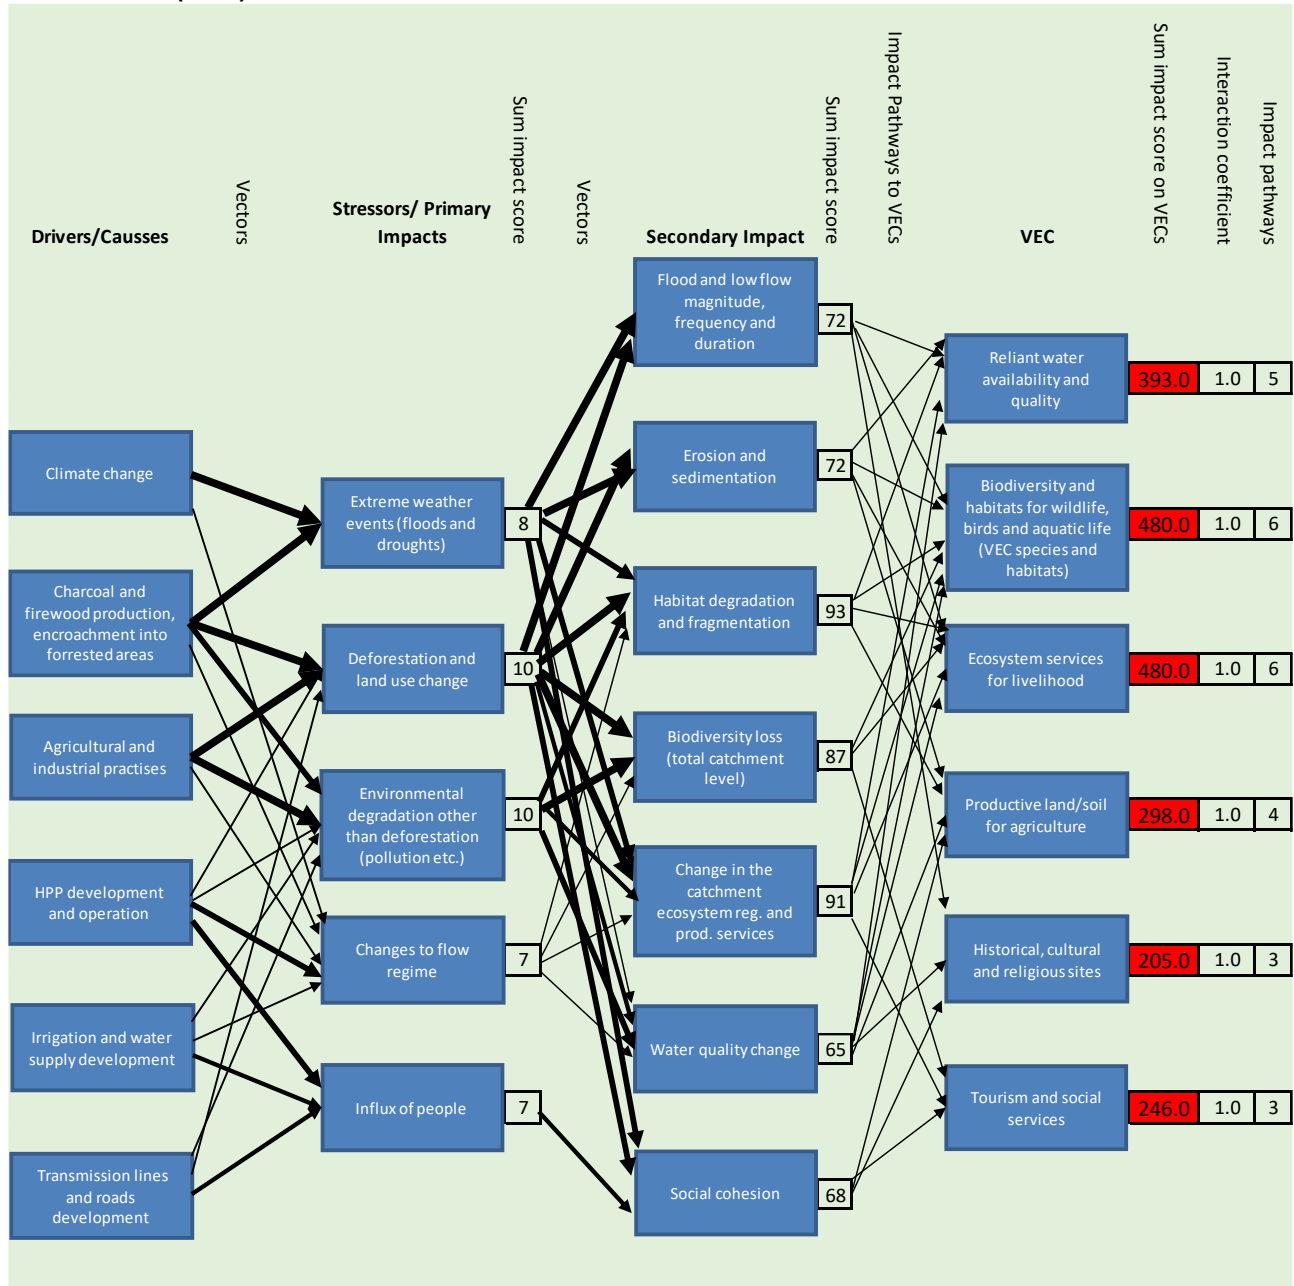 Drivers/Causses
Vectors
Stressors/ Primary
Impacts
Sum impact score
Vectors
Secondary Impact
Sum impact score
Impact Pathways to VECs
VEC
Sum impact score on VECs
Interaction coefficient
Impact pathways
Climate change
Charcoal and
firewood production,
encroachment into
forrested areas
Agricultural and
industrial practises
HPP development
and operation
Irrigation and water
supply development
Transmission lines
and roads
development
Extreme weather
events (floods and
droughts)
8
Deforestation and
land use change
10
Environmental
degradation other
than deforestation
(pollution etc.)
10
Changes to flow
regime
7
Influx of people
7
Flood and low flow
magnitude,
frequency and
duration
72
Erosion and
sedimentation
72
Habitat degradation
and fragmentation
93
Biodiversity loss
(total catchment
level)
87
Change in the
catchment
ecosystem reg. and
prod. services
91
Water quality change
65
Social cohesion
68
Reliant water
availability and
quality
393.0 1.0 5
Biodiversity and
habitats for wildlife,
birds and aquatic life
(VEC species and
habitats)
480.0 1.0 6
Ecosystem services
for livelihood
480.0 1.0 6
Productive land/soil
for agriculture
298.0 1.0 4
Historical, cultural
and religious sites
205.0 1.0 3
Tourism and social
services
246.0 1.0 3